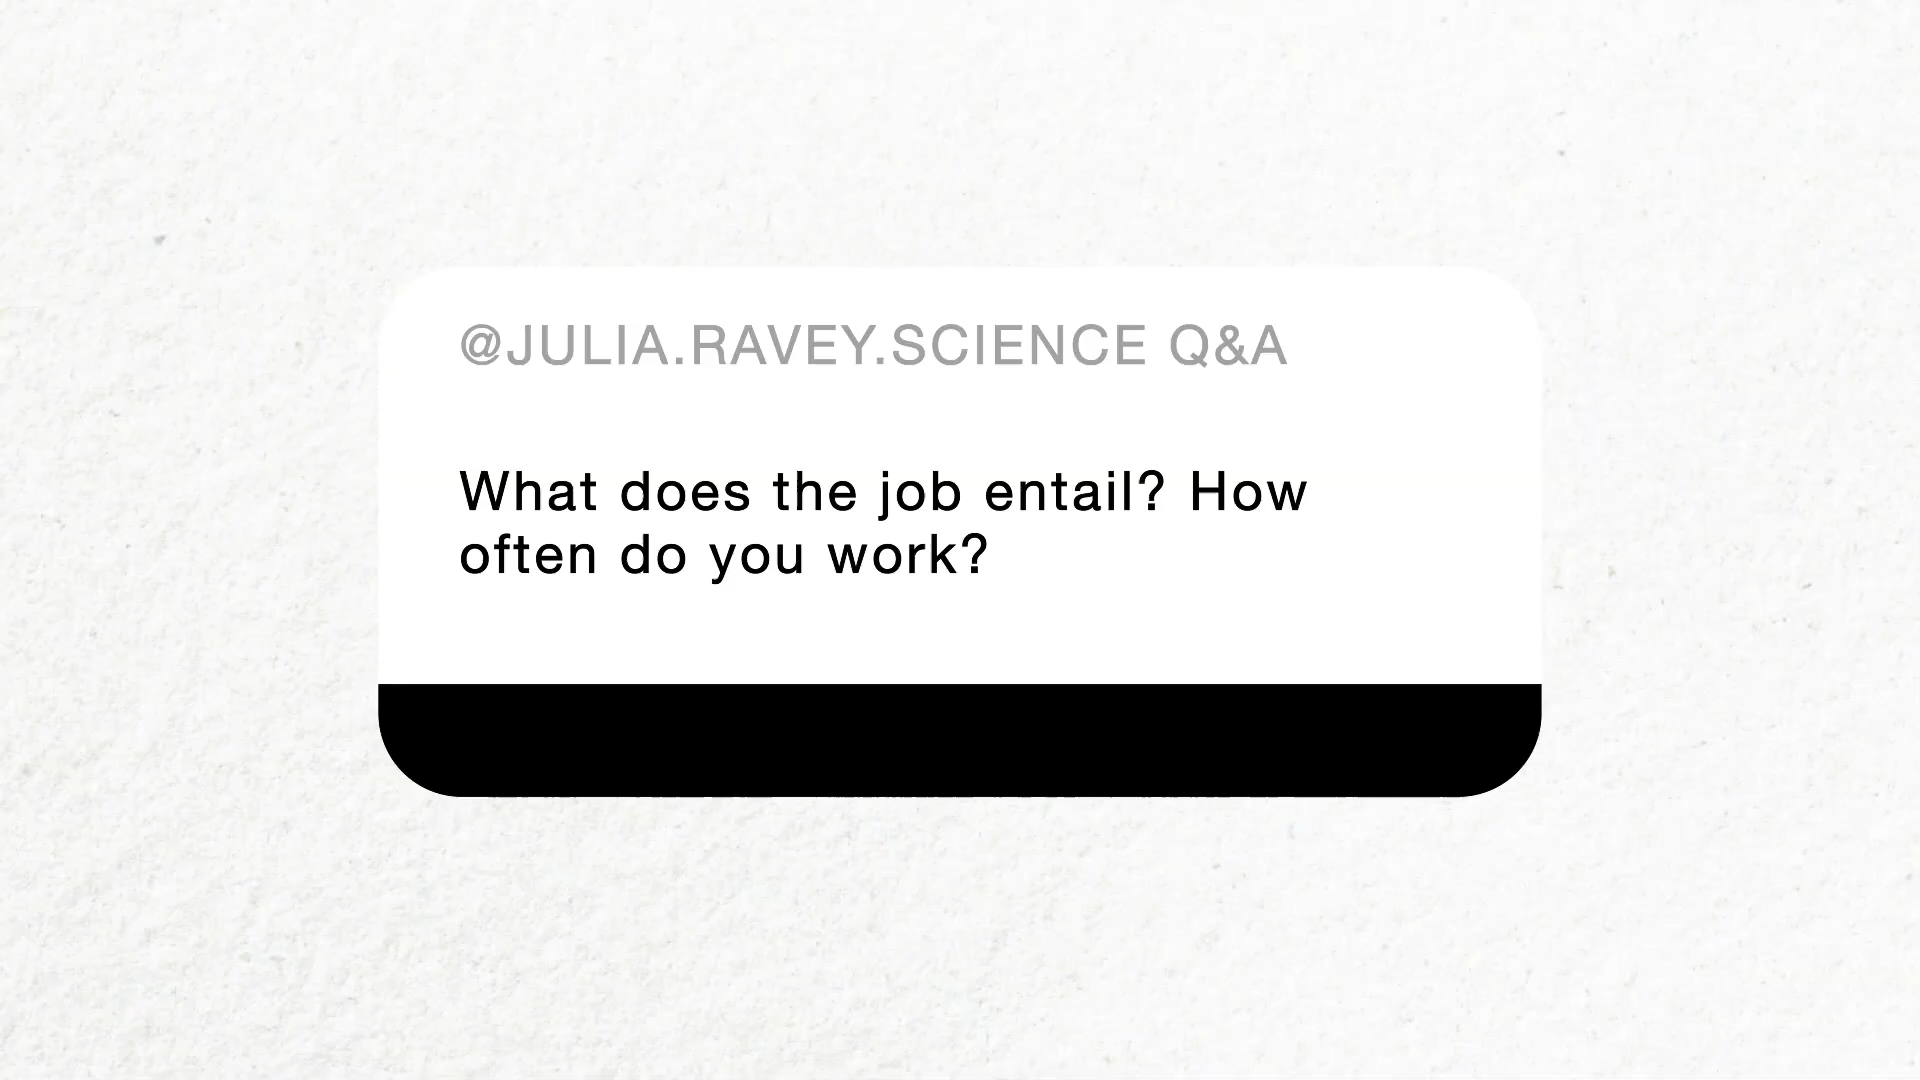 @JULIA.RAVEY.SCIENCE Q&A
What does the job entail? How
often do you work?